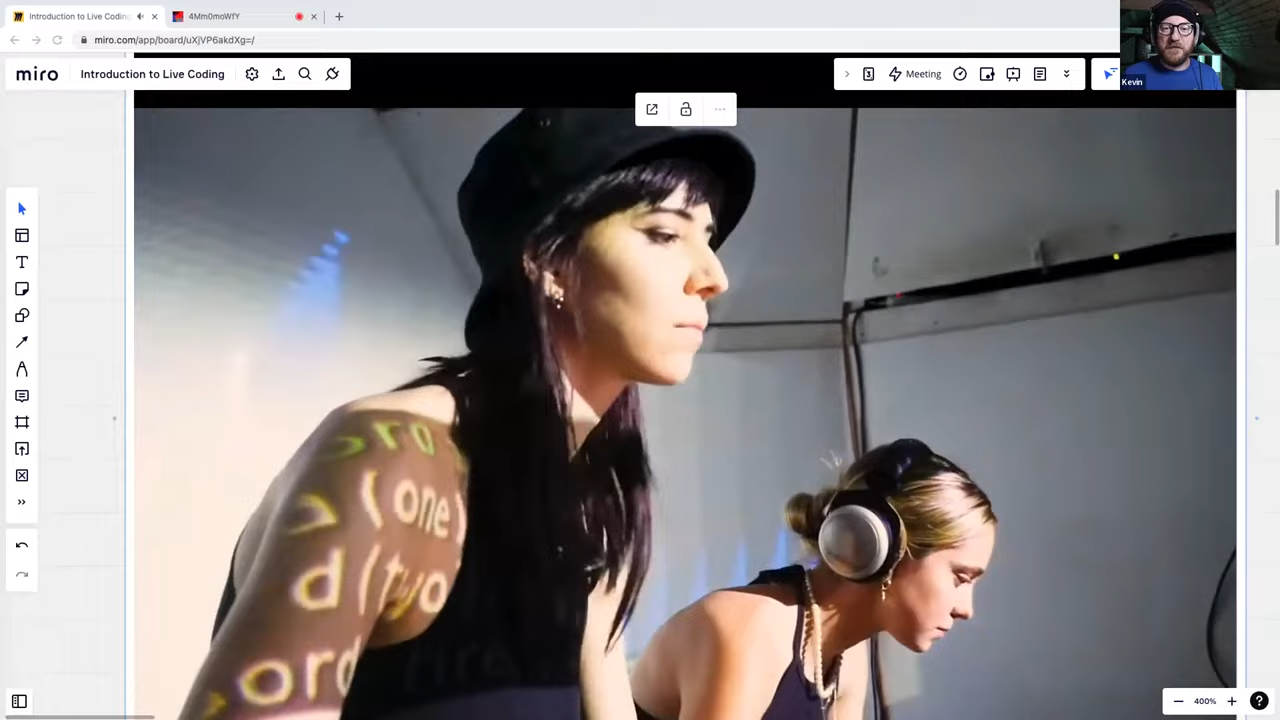 Introduction to Live Coding
4Mm0moWfY
miro.com/app/board/uXjVP6akdXg=/
miro
Introduction to Live Coding
Meeting
Kevin
(one)
400%